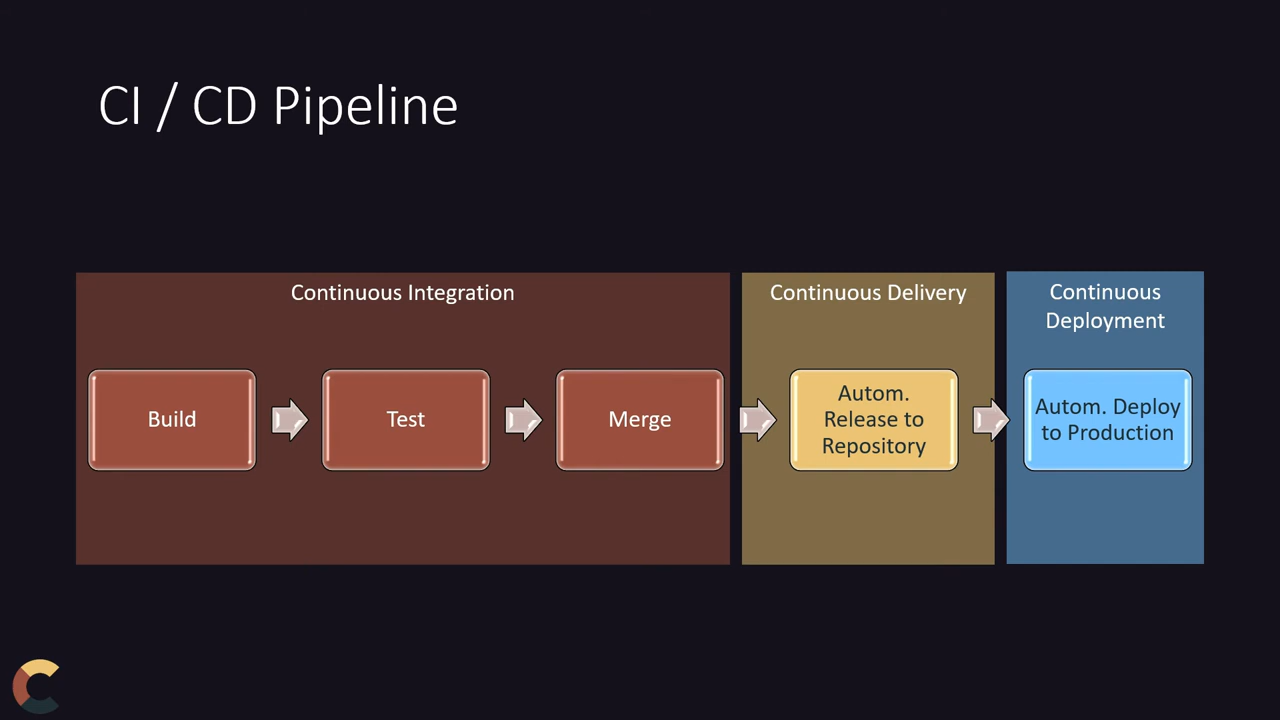 CI / CD Pipeline
Continuous Integration
Build
Test
Merge
Continuous Delivery
Autom.
Release to
Repository
Continuous
Deployment
Autom. Deploy
to Production